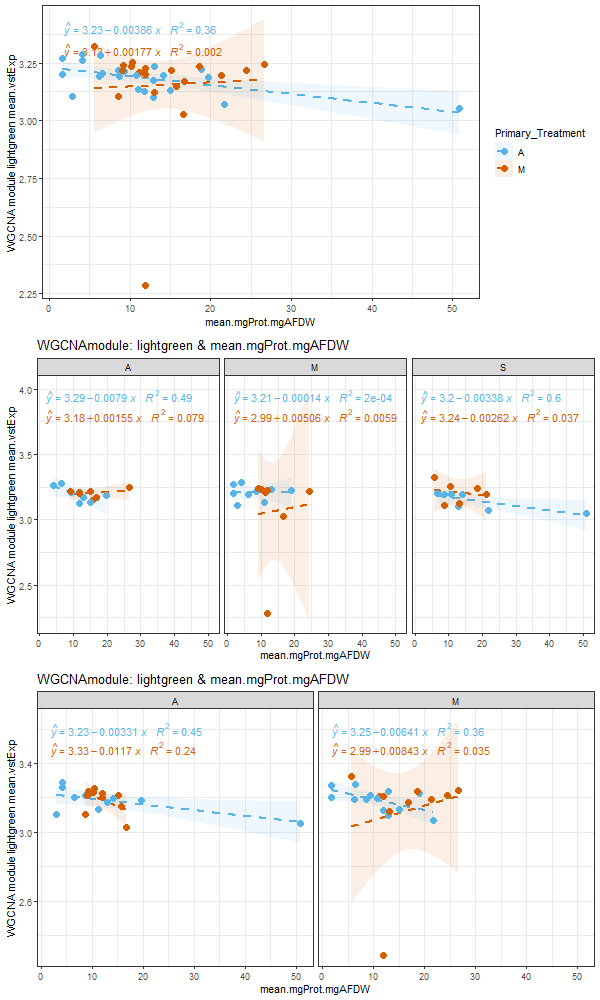 ŷ = 3.23−0.00386 x R² = 0.36
ŷ = 3.12+0.00177 x R² = 0.002
3.25
3.00
2.75
2.50
2.25
0 10 20 30 40 50
mean.mgProt.mgAFDW
WGCNA module lightgreen mean.vstExp
Primary_Treatment
A
M
WGCNAmodule: lightgreen & mean.mgProt.mgAFDW
A M S
ŷ = 3.29−0.0079 x R² = 0.49
ŷ = 3.18+0.00155 x R² = 0.079
ŷ = 3.21−0.00014 x R² = 2e−04
ŷ = 2.99+0.00506 x R² = 0.0059
ŷ = 3.2−0.00338 x R² = 0.6
ŷ = 3.24−0.00262 x R² = 0.037
4.0
3.5
3.0
2.5
0 10 20 30 40 50 0 10 20 30 40 50 0 10 20 30 40 50
mean.mgProt.mgAFDW
WGCNA module lightgreen mean.vstExp
WGCNAmodule: lightgreen & mean.mgProt.mgAFDW
A M
ŷ = 3.23−0.00331 x R² = 0.45
ŷ = 3.33−0.0117 x R² = 0.24
ŷ = 3.25−0.00641 x R² = 0.36
ŷ = 2.99+0.00843 x R² = 0.035
3.4
3.0
2.6
0 10 20 30 40 50 0 10 20 30 40 50
mean.mgProt.mgAFDW
WGCNA module lightgreen mean.vstExp